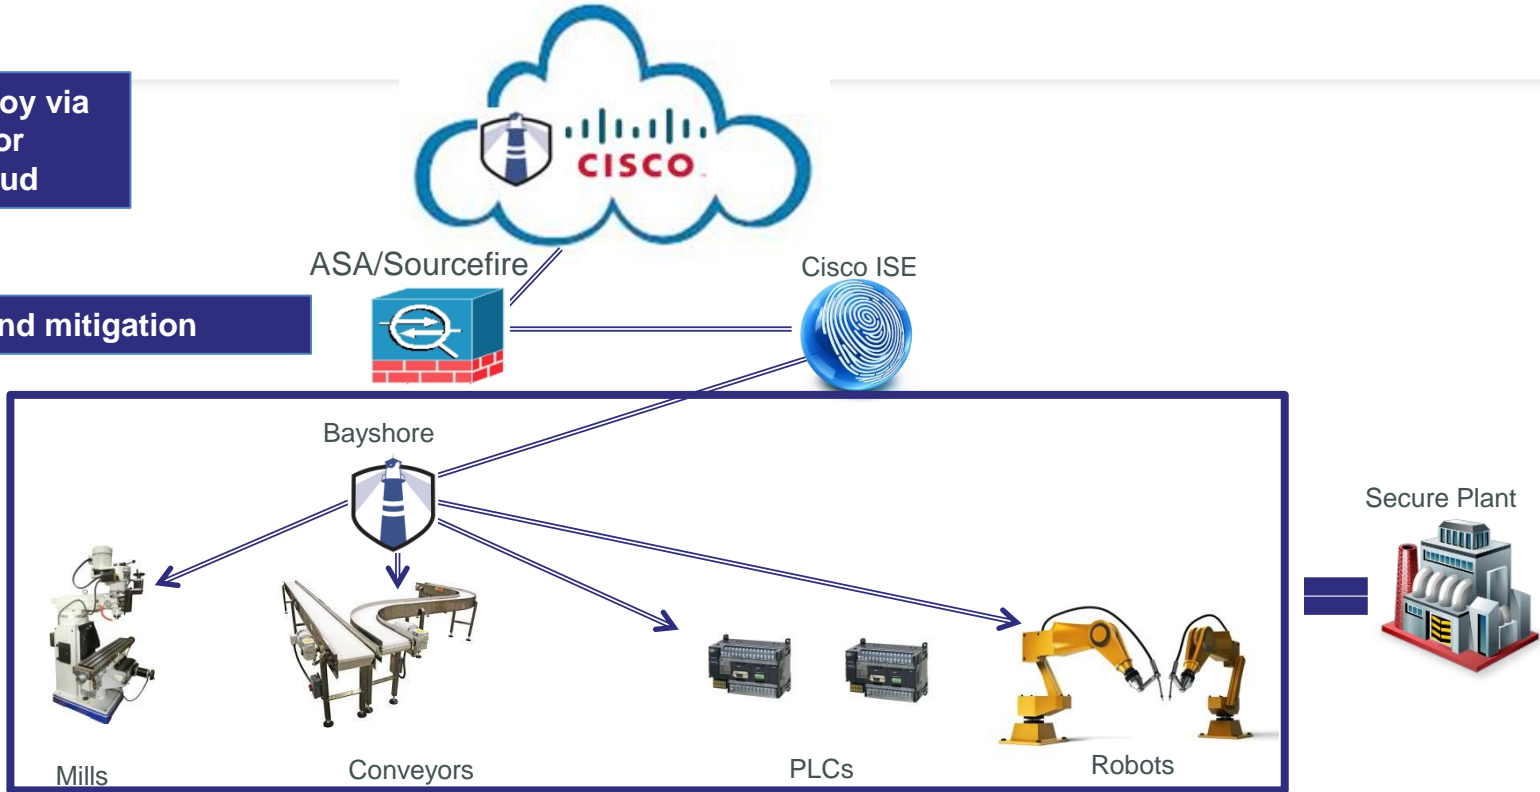 oy via
or
ud
CISCO
ASA/Sourcefire
Cisco ISE
nd mitigation
Bayshore
Secure Plant
Mills
Conveyors
PLCs
Robots